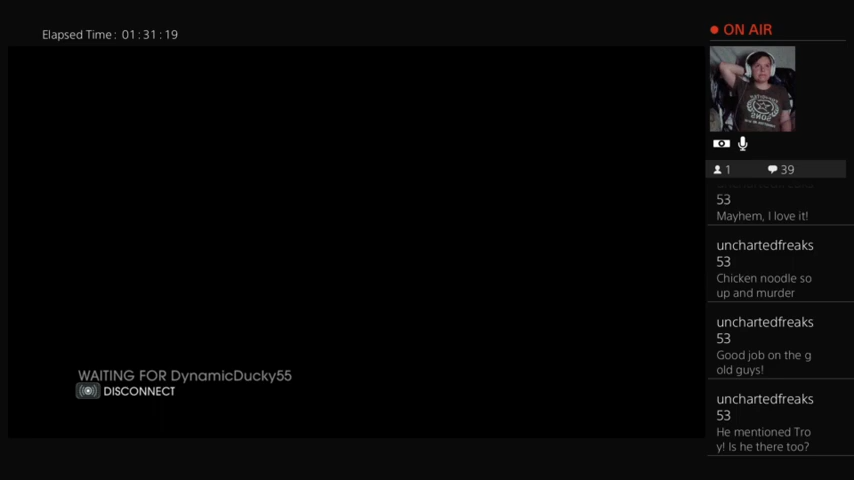 Elapsed Time: 01:31:19
ON AIR
1
39
53
Mayhem, I love it!
unchartedfreaks
53
Chicken noodle so
up and murder
unchartedfreaks
53
Good job on the g
old guys!
unchartedfreaks
53
He mentioned Tro
y! Is he there too?
WAITING FOR DynamicDucky55
DISCONNECT